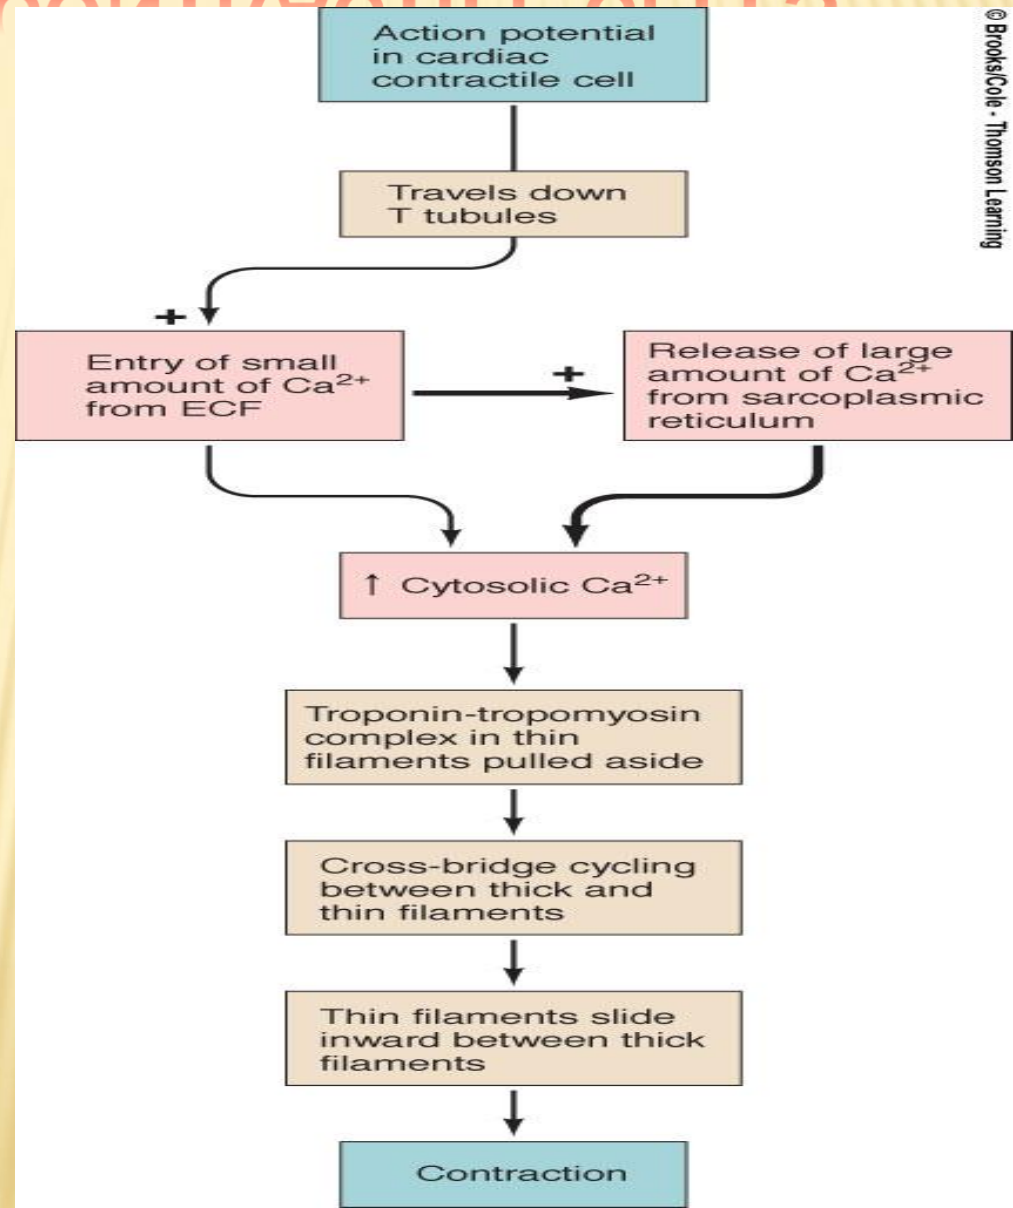 Action potential
in cardiac
contractile cell
© Brooks/Cole - Thomson Learning
Travels down
T tubules
+
Entry of small
amount of Ca²⁺
from ECF
+
Release of large
amount of Ca²⁺
from sarcoplasmic
reticulum
↑ Cytosolic Ca²⁺
Troponin-tropomyosin
complex in thin
filaments pulled aside
Cross-bridge cycling
between thick and
thin filaments
Thin filaments slide
inward between thick
filaments
Contraction